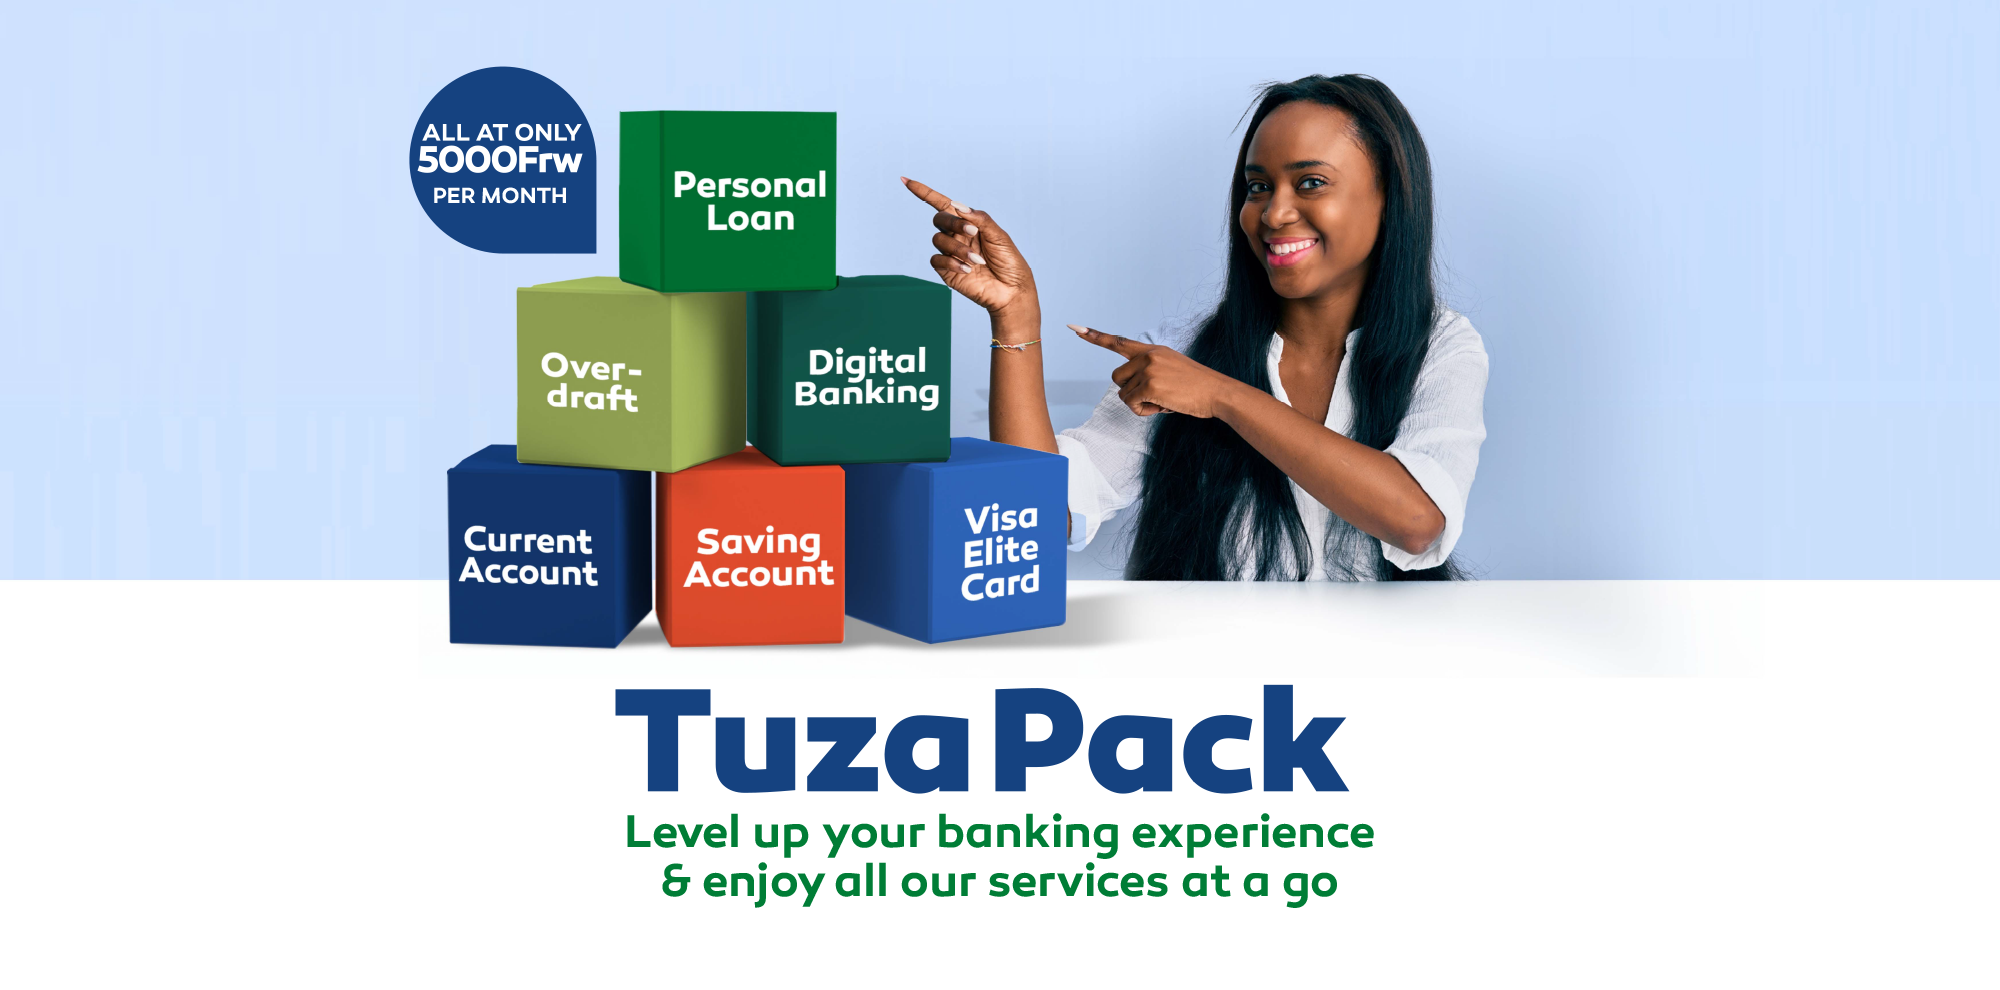 ALL AT ONLY
5000Frw
PER MONTH
Personal
Loan
Over-
draft
Digital
Banking
Current
Account
Saving
Account
Visa
Elite
Card
Tuza Pack
Level up your banking experience
& enjoy all our services at a go